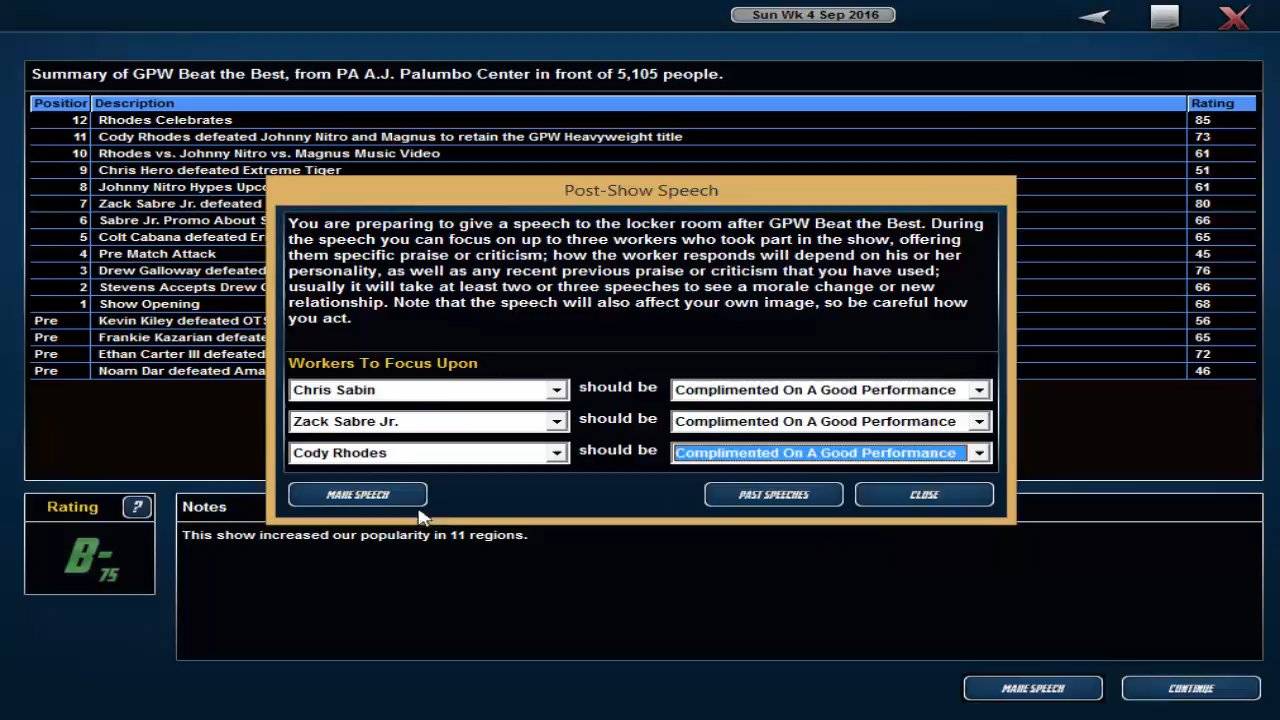 Sun Wk 4 Sep 2016
Summary of GPW Beat the Best, from PA A.J. Palumbo Center in front of 5,105 people.
Position Description Rating
12 Rhodes Celebrates 85
11 Cody Rhodes defeated Johnny Nitro and Magnus to retain the GPW Heavyweight title 73
10 Rhodes vs. Johnny Nitro vs. Magnus Music Video 61
9 Chris Hero defeated Extreme Tiger 51
8 Johnny Nitro Hypes Upco 61
7 Zack Sabre Jr. defeated 80
6 Sabre Jr. Promo About S 66
5 Colt Cabana defeated Er 65
4 Pre Match Attack 45
3 Drew Galloway defeated 76
2 Stevens Accepts Drew G 66
1 Show Opening 68
Pre Kevin Kiley defeated OTS 56
Pre Frankie Kazarian defeate 65
Pre Ethan Carter III defeated 72
Pre Noam Dar defeated Ama 46
Post-Show Speech
You are preparing to give a speech to the locker room after GPW Beat the Best. During
the speech you can focus on up to three workers who took part in the show, offering
them specific praise or criticism; how the worker responds will depend on his or her
personality, as well as any recent previous praise or criticism that you have used;
usually it will take at least two or three speeches to see a morale change or new
relationship. Note that the speech will also affect your own image, so be careful how
you act.
Workers To Focus Upon
Chris Sabin should be Complimented On A Good Performance
Zack Sabre Jr. should be Complimented On A Good Performance
Cody Rhodes should be Complimented On A Good Performance
MAKE SPEECH PAST SPEECHES CLOSE
Rating ? Notes
B- 75
This show increased our popularity in 11 regions.
MAKE SPEECH CONTINUE